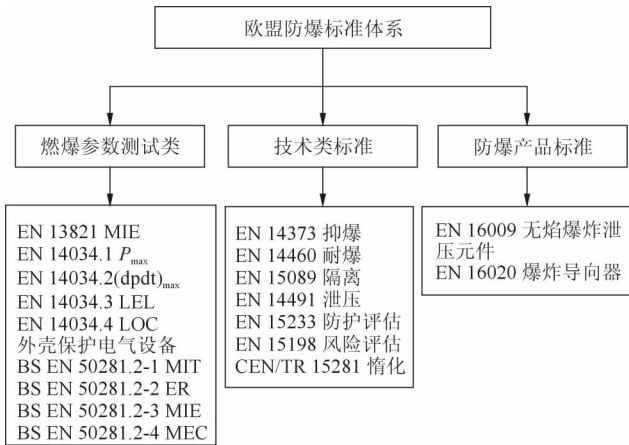 欧盟防爆标准体系
燃爆参数测试类
技术类标准
防爆产品标准
EN 13821 MIE
EN 14034.1 Pmax
EN 14034.2(dpdt)max
EN 14034.3 LEL
EN 14034.4 LOC
外壳保护电气设备
BS EN 50281.2-1 MIT
BS EN 50281.2-2 ER
BS EN 50281.2-3 MIE
BS EN 50281.2-4 MEC
EN 14373 抑爆
EN 14460 耐爆
EN 15089 隔离
EN 14491 泄压
EN 15233 防护评估
EN 15198 风险评估
CEN/TR 15281 惰化
EN 16009 无焰爆炸泄
压元件
EN 16020 爆炸导向器